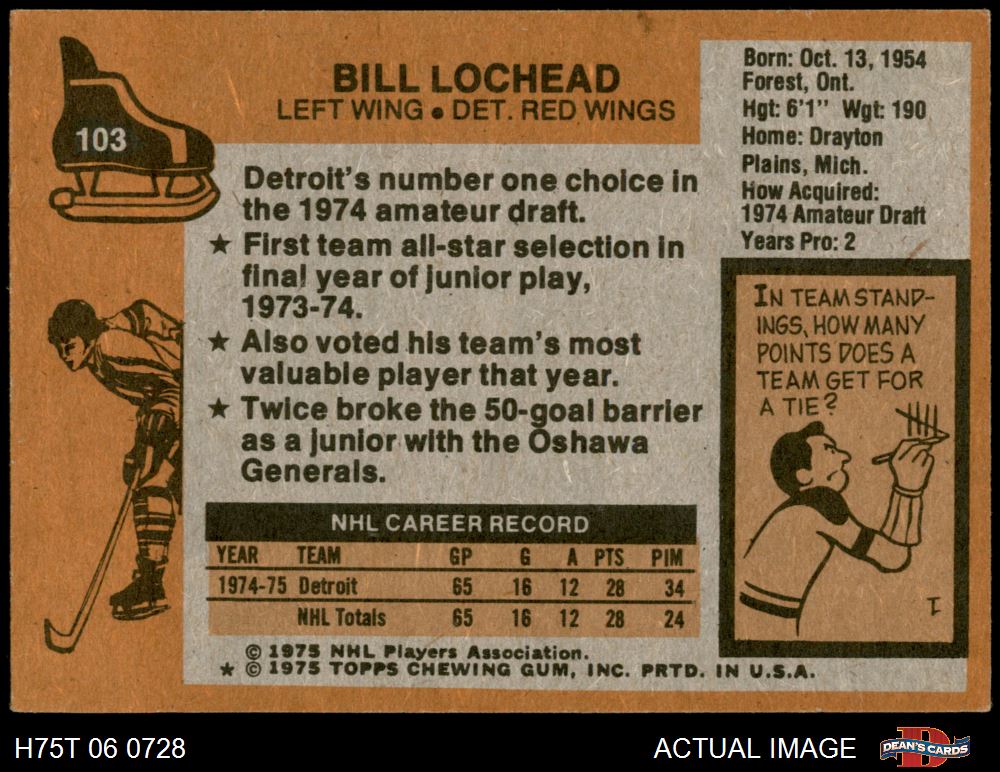 103
BILL LOCHEAD
LEFT WING • DET. RED WINGS
Born: Oct. 13, 1954
Forest, Ont.
Hgt: 6'1" Wgt: 190
Home: Drayton
Plains, Mich.
How Acquired:
1974 Amateur Draft
Years Pro: 2
Detroit's number one choice in
the 1974 amateur draft.
★ First team all-star selection in
final year of junior play,
1973-74.
★ Also voted his team's most
valuable player that year.
★ Twice broke the 50-goal barrier
as a junior with the Oshawa
Generals.
NHL CAREER RECORD
YEAR TEAM GP G A PTS PIM
1974-75 Detroit 65 16 12 28 34
NHL Totals 65 16 12 28 24
© 1975 NHL Players Association.
★ © 1975 TOPPS CHEWING GUM, INC. PRTD. IN U.S.A.
IN TEAM STAND-
INGS, HOW MANY
POINTS DOES A
TEAM GET FOR
A TIE?
I
H75T 06 0728
ACTUAL IMAGE
D
DEAN'S CARDS